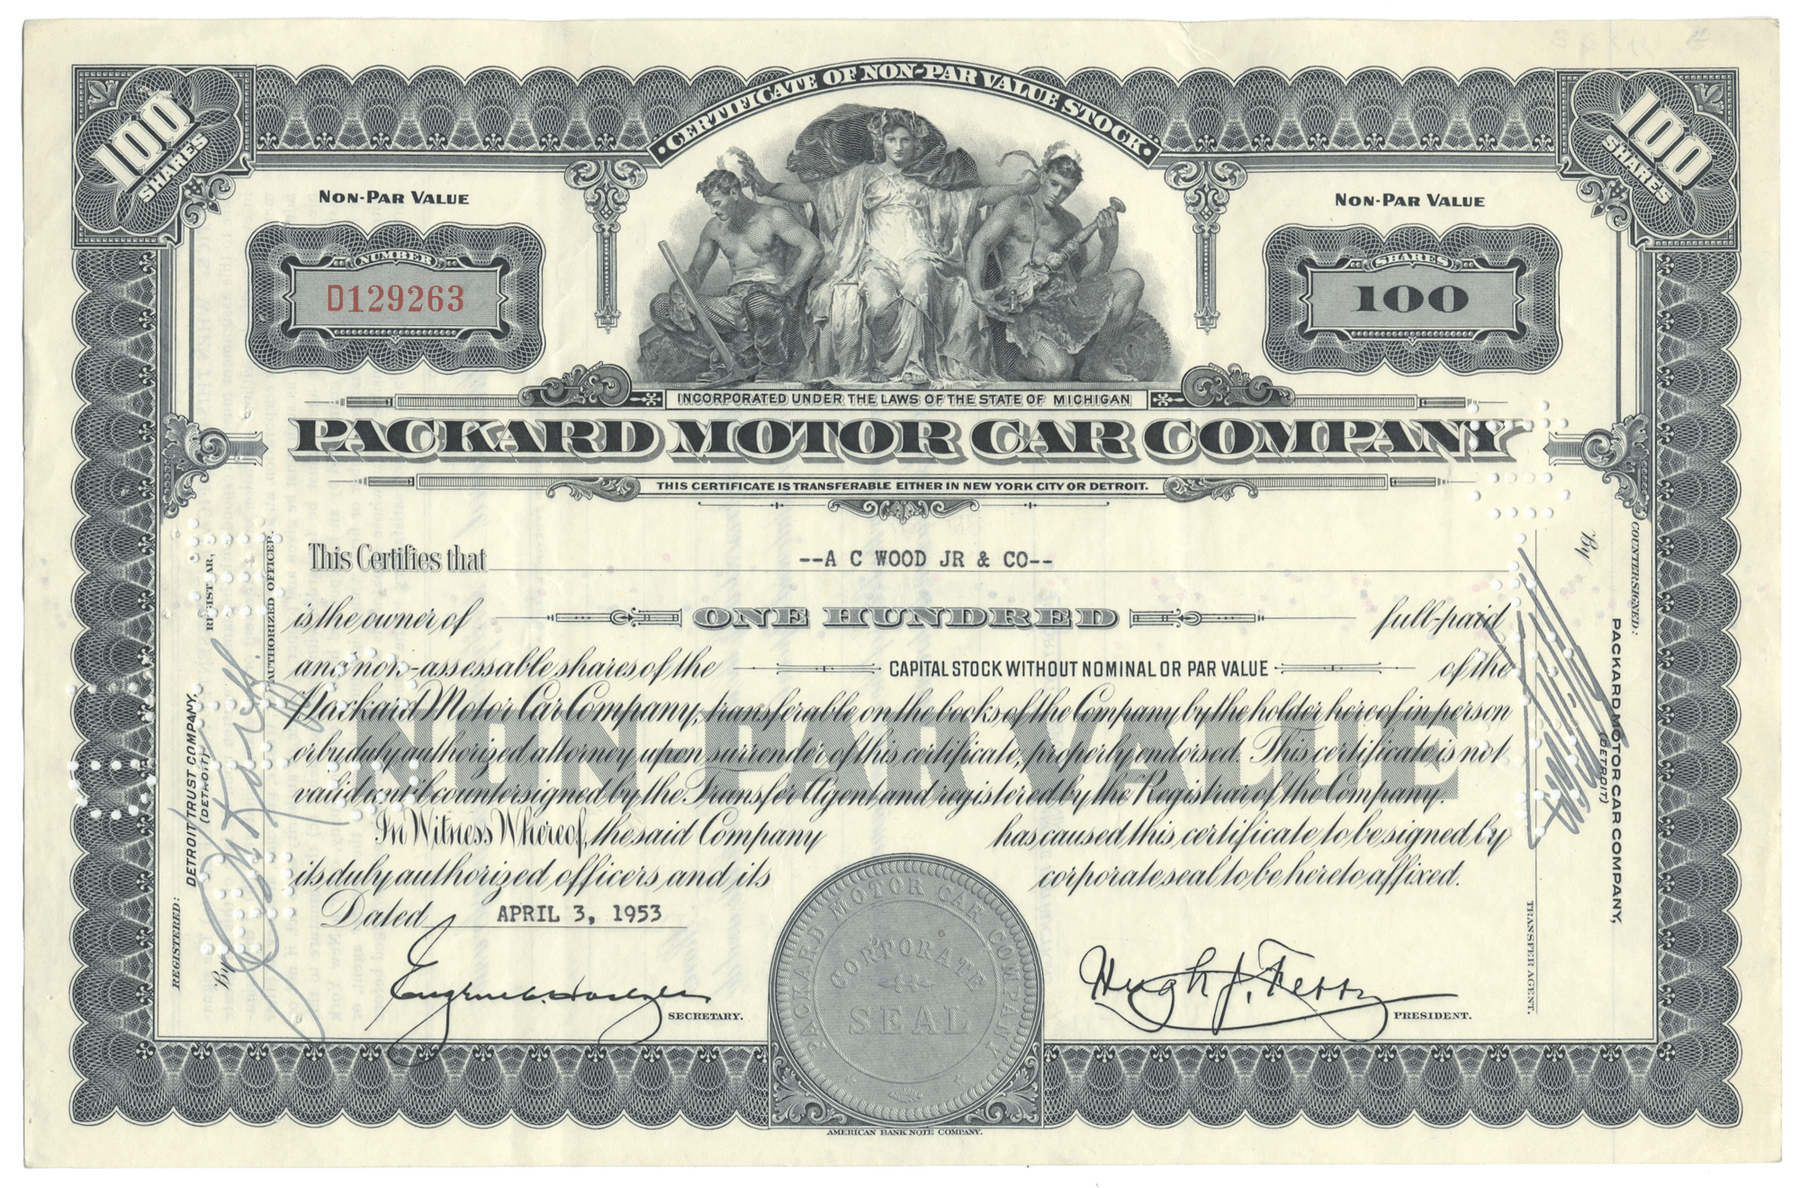 CERTIFICATE OF NON-PAR VALUE STOCK
100 SHARES
100 SHARES
NON-PAR VALUE
NON-PAR VALUE
NUMBER
D129263
SHARES
100
INCORPORATED UNDER THE LAWS OF THE STATE OF MICHIGAN
PACKARD MOTOR CAR COMPANY
THIS CERTIFICATE IS TRANSFERABLE EITHER IN NEW YORK CITY OR DETROIT.
This Certifies that --A C WOOD JR & CO--
is the owner of ONE HUNDRED full-paid
and non-assessable shares of the CAPITAL STOCK WITHOUT NOMINAL OR PAR VALUE of the
Packard Motor Car Company, transferable on the books of the Company by the holder hereof in person
or by duly authorized attorney upon surrender of this certificate, properly endorsed. This certificate is not
valid until countersigned by the Transfer Agent and registered by the Registrar of the Company.
NON-PAR VALUE
In Witness Whereof, the said Company has caused this certificate to be signed by
its duly authorized officers and its corporate seal to be hereto affixed.
Dated APRIL 3, 1953
SECRETARY.
Hugh J. Ferry
PRESIDENT.
PACKARD MOTOR CAR COMPANY
CORPORATE
SEAL
REGISTERED:
DETROIT TRUST COMPANY,
(DETROIT)
REGISTRAR,
By
AUTHORIZED OFFICER.
COUNTERSIGNED:
PACKARD MOTOR CAR COMPANY,
(DETROIT)
By
TRANSFER AGENT.
AMERICAN BANK NOTE COMPANY.